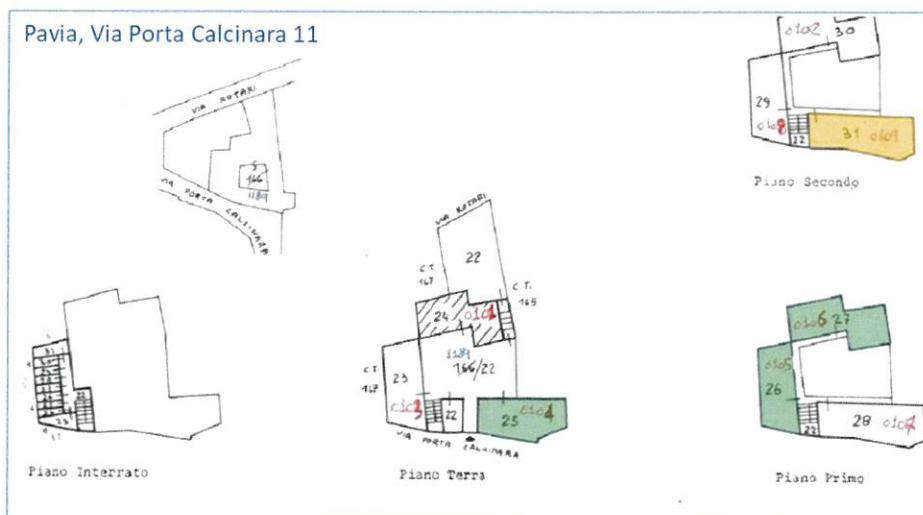 Pavia, Via Porta Calcinara 11
VIA ROTARI
S
166
1189
VIA PORTA CALCINARA
0102
30
29
0108
22
31 0109
Piano Secondo
VIA ROTARI
22
C.T.
167
C.T.
165
24 0101
1189
166/22
C.T.
167
23
0103
22
25 0104
VIA PORTA CALCINARA
Piano Terra
22
Piano Interrato
0106 27
0105
26
22
28 0107
Piano Primo